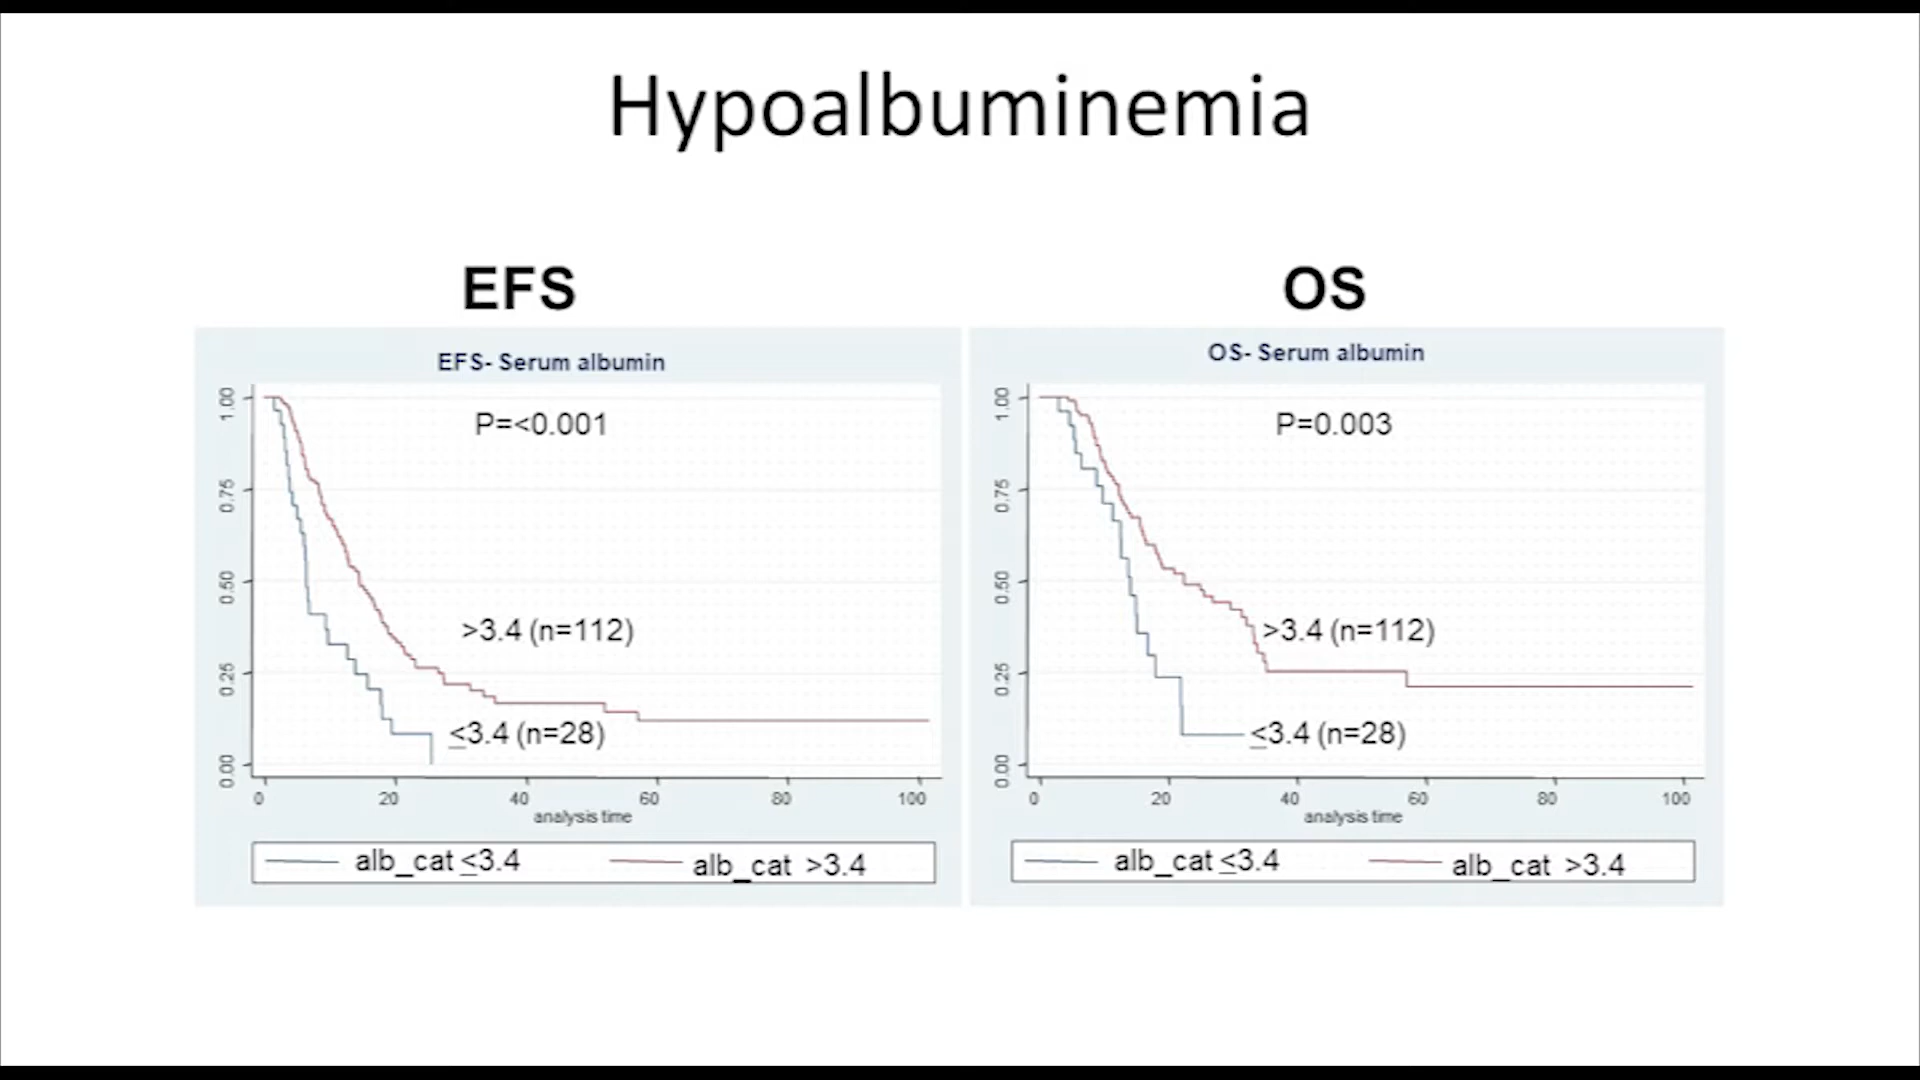 Hypoalbuminemia
EFS
EFS- Serum albumin
P=<0.001
1.00
0.75
0.50
0.25
0.00
>3.4 (n=112)
≤3.4 (n=28)
0 20 40 60 80 100
analysis time
alb_cat ≤3.4 alb_cat >3.4
OS
OS- Serum albumin
P=0.003
1.00
0.75
0.50
0.25
0.00
>3.4 (n=112)
≤3.4 (n=28)
0 20 40 60 80 100
analysis time
alb_cat ≤3.4 alb_cat >3.4